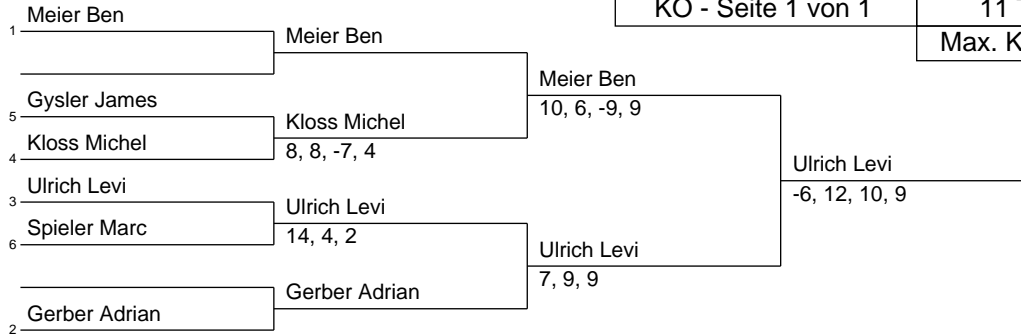 KO - Seite 1 von 1
11
Max. K
1 Meier Ben
5 Gysler James
4 Kloss Michel
3 Ulrich Levi
6 Spieler Marc
2 Gerber Adrian
Meier Ben
Kloss Michel
8, 8, -7, 4
Ulrich Levi
14, 4, 2
Gerber Adrian
Meier Ben
10, 6, -9, 9
Ulrich Levi
7, 9, 9
Ulrich Levi
-6, 12, 10, 9